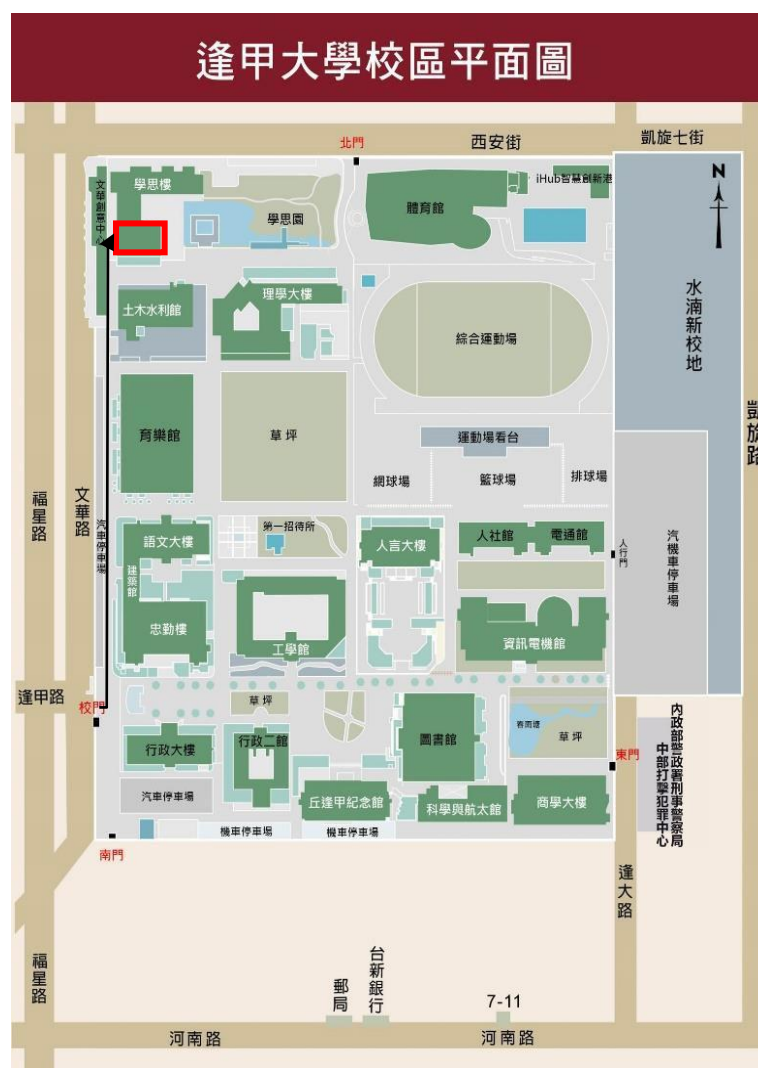 逢甲大學校區平面圖
北門
西安街
凱旋七街
N
文華創意中心
學思樓
學思園
體育館
iHub智慧創新港
土木水利館
理學大樓
綜合運動場
水湳新校地
凱旋路
育樂館
草坪
運動場看台
網球場
籃球場
排球場
福星路
文華路
汽車停車場
語文大樓
第一招待所
人言大樓
人社館
電通館
人行門
汽機車停車場
建築館
忠勤樓
工學館
資訊電機館
逢甲路
校門
草坪
行政大樓
行政二館
圖書館
草坪
東門
內政部警政署刑事警察局
中部打擊犯罪中心
汽車停車場
丘逢甲紀念館
科學與航太館
商學大樓
機車停車場
機車停車場
南門
逢大路
福星路
郵局
台新銀行
7-11
河南路
河南路